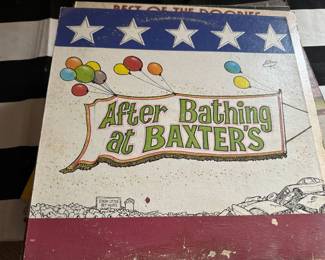 BEST OF THE DOOBIES
After Bathing
at BAXTER'S